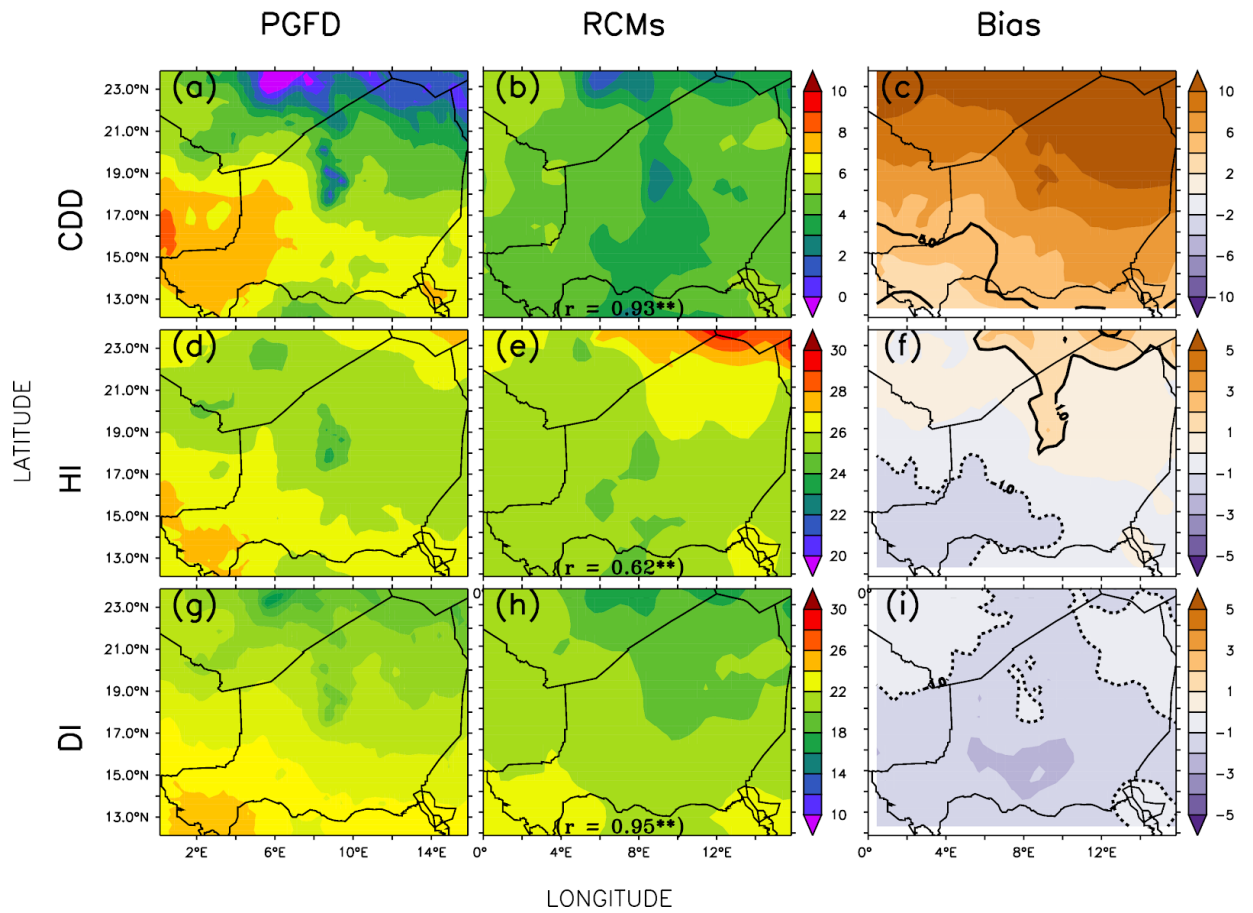 PGFD RCMs Bias
LATITUDE
CDD
23.0°N
21.0°N
19.0°N
17.0°N
15.0°N
13.0°N
(a)
(b)
(r = 0.93**)
10
8
6
4
2
0
(c)
5.0
10
6
2
-2
-6
-10
HI
23.0°N
21.0°N
19.0°N
17.0°N
15.0°N
13.0°N
(d)
(e)
(r = 0.62**)
30
28
26
24
22
20
(f)
1.0
-1.0
5
3
1
-1
-3
-5
DI
23.0°N
21.0°N
19.0°N
17.0°N
15.0°N
13.0°N
(g)
0°
(h)
(r = 0.95**)
30
26
22
18
14
10
0°
(i)
5
3
1
-1
-3
-5
2°E 6°E 10°E 14°E 0° 4°E 8°E 12°E 0° 4°E 8°E 12°E
LONGITUDE